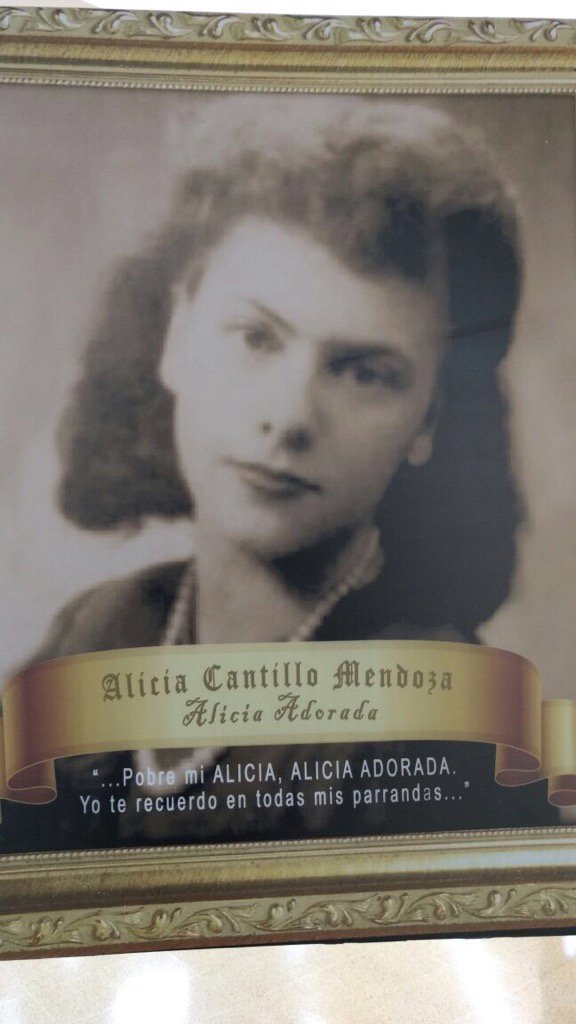 Alicia Cantillo Mendoza
Alicia Adorada
“...Pobre mi ALICIA, ALICIA ADORADA.
Yo te recuerdo en todas mis parrandas...”